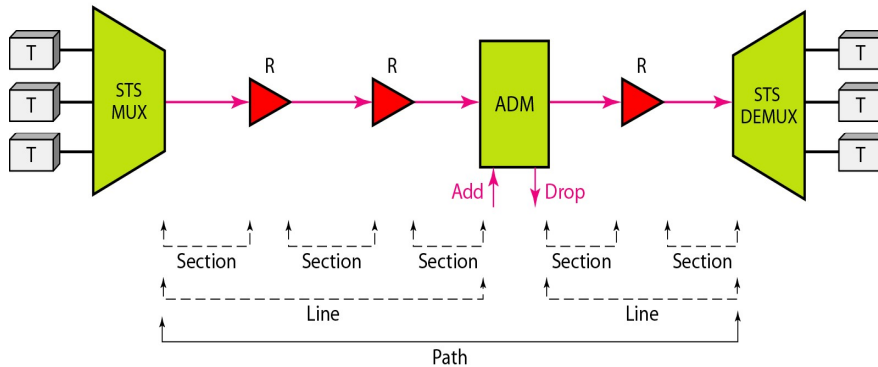 R
R
R
T
T
T
STS
MUX
ADM
STS
DEMUX
T
T
T
Add
Drop
Section
Section
Section
Section
Section
Line
Line
Path